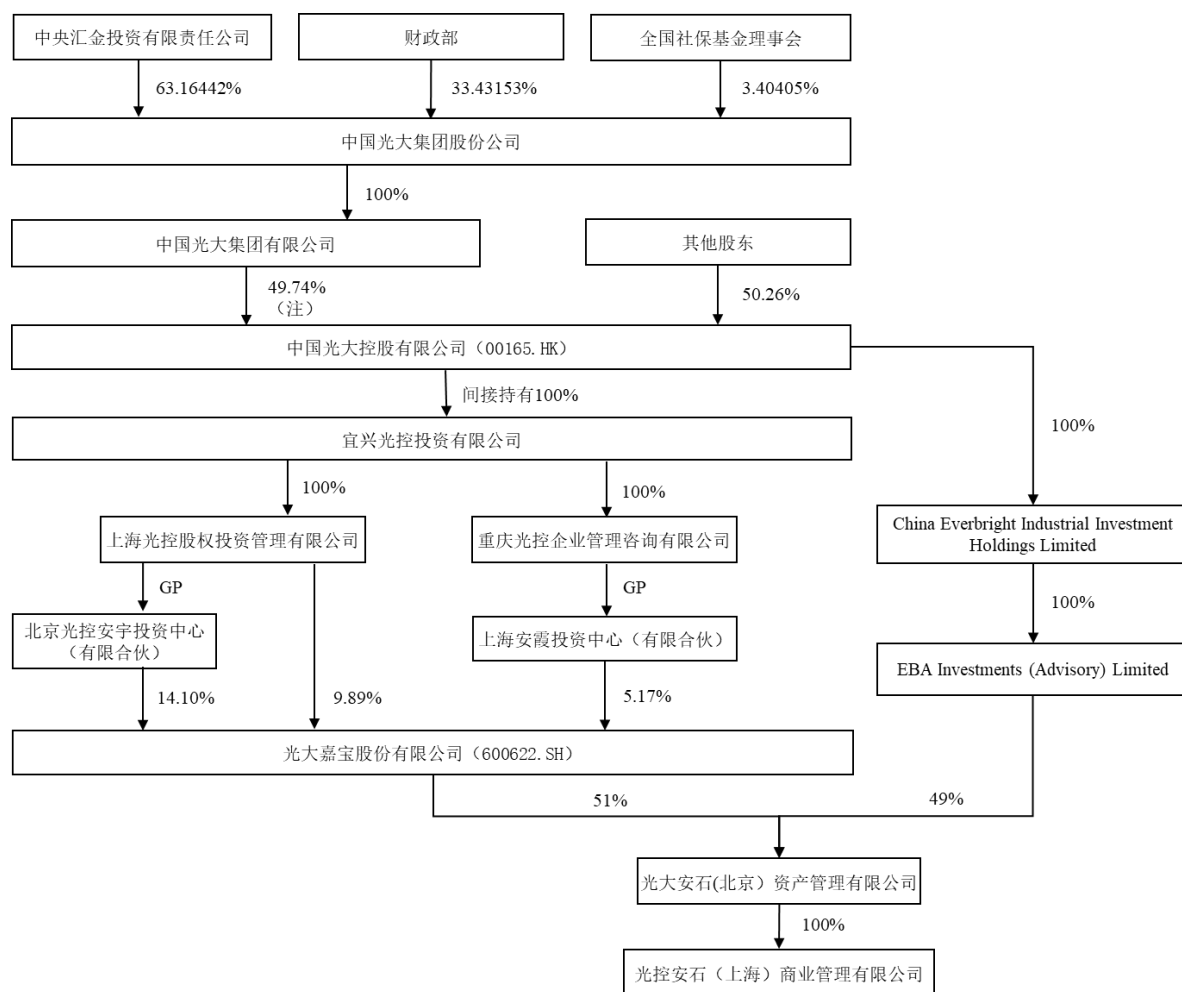 中央汇金投资有限责任公司
财政部
全国社保基金理事会
63.16442%
33.43153%
3.40405%
中国光大集团股份公司
100%
中国光大集团有限公司
其他股东
49.74%
（注）
50.26%
中国光大控股有限公司（00165.HK）
间接持有100%
100%
宜兴光控投资有限公司
100%
100%
上海光控股权投资管理有限公司
重庆光控企业管理咨询有限公司
China Everbright Industrial Investment
Holdings Limited
GP
GP
100%
北京光控安宇投资中心
（有限合伙）
上海安霞投资中心（有限合伙）
EBA Investments (Advisory) Limited
14.10%
9.89%
5.17%
光大嘉宝股份有限公司（600622.SH）
51%
49%
光大安石(北京）资产管理有限公司
100%
光控安石（上海）商业管理有限公司